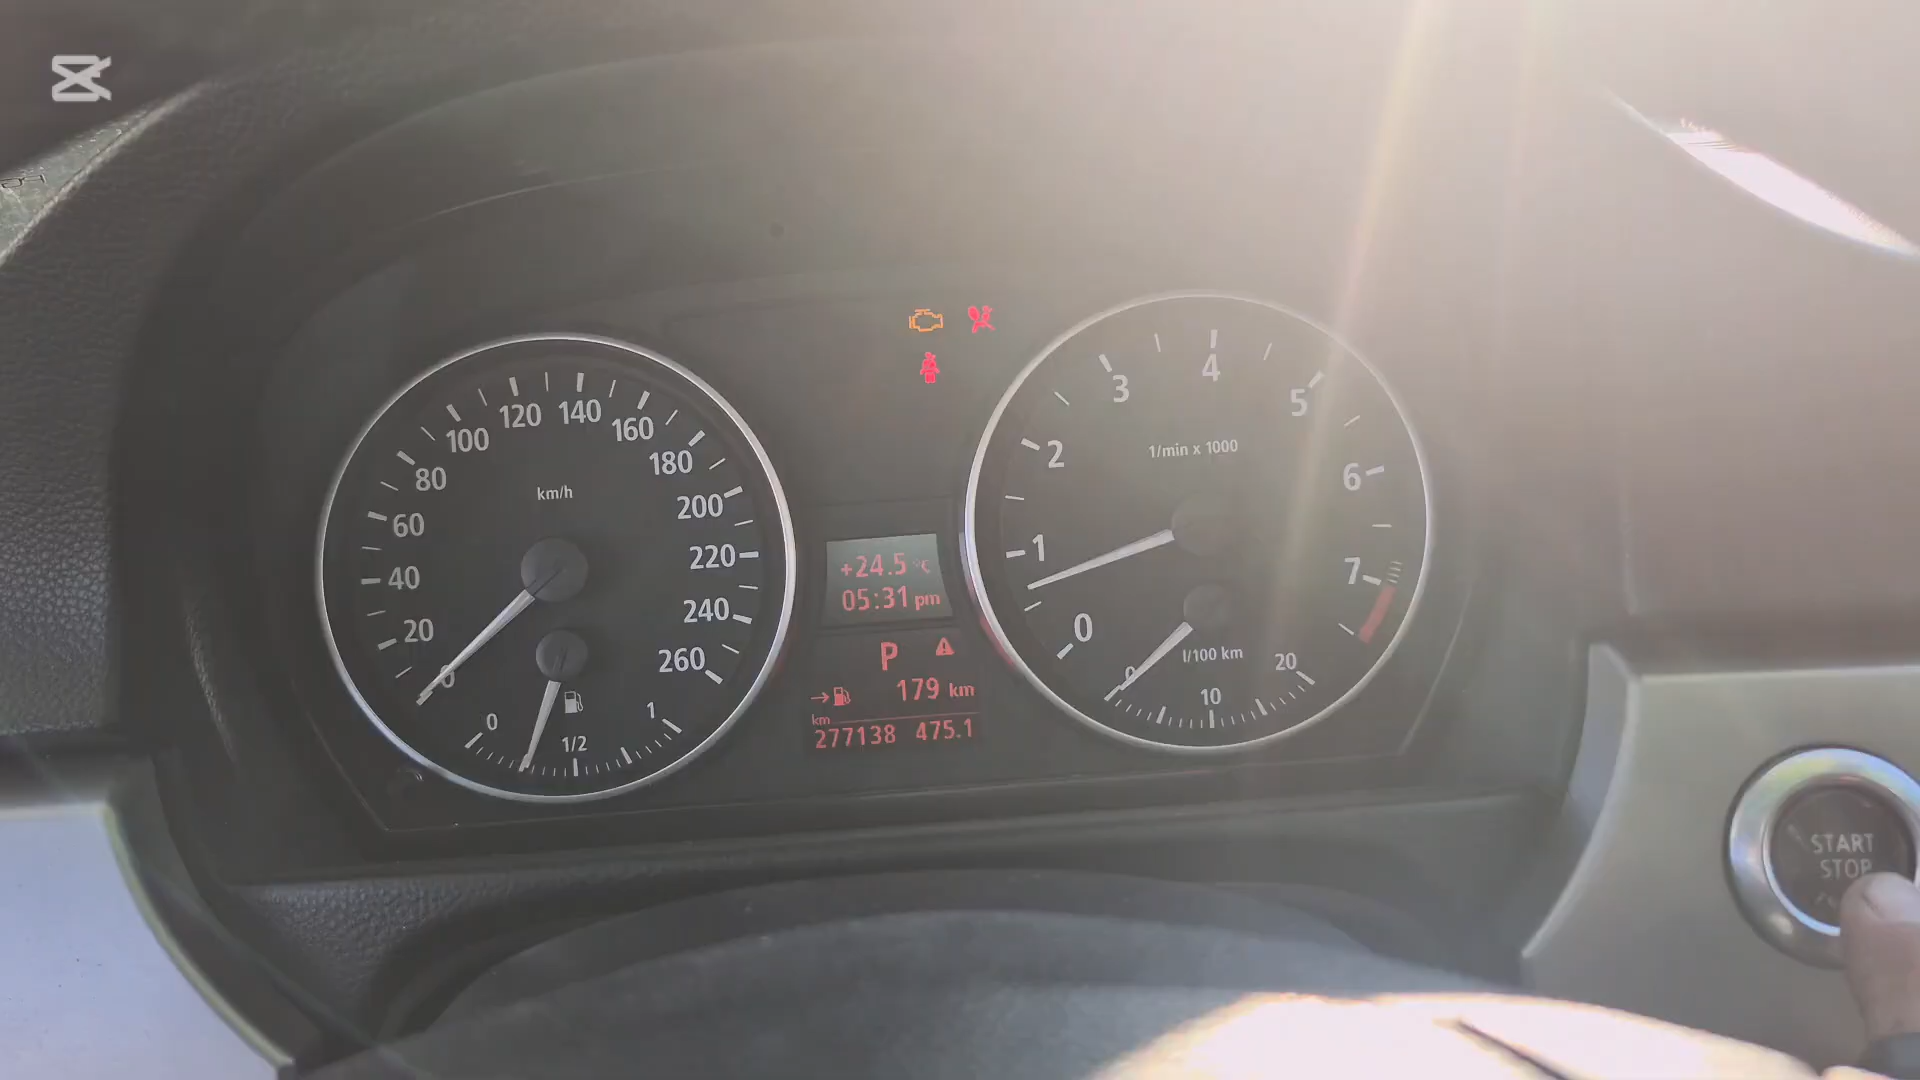 0
20
40
60
80
100
120
140
160
180
200
220
240
260
km/h
0
1/2
1
+24.5 °C
05:31 pm
P
→ 179 km
km
277138 475.1
0
1
2
3
4
5
6
7
1/min x 1000
0
10
20
l/100 km
START
STOP